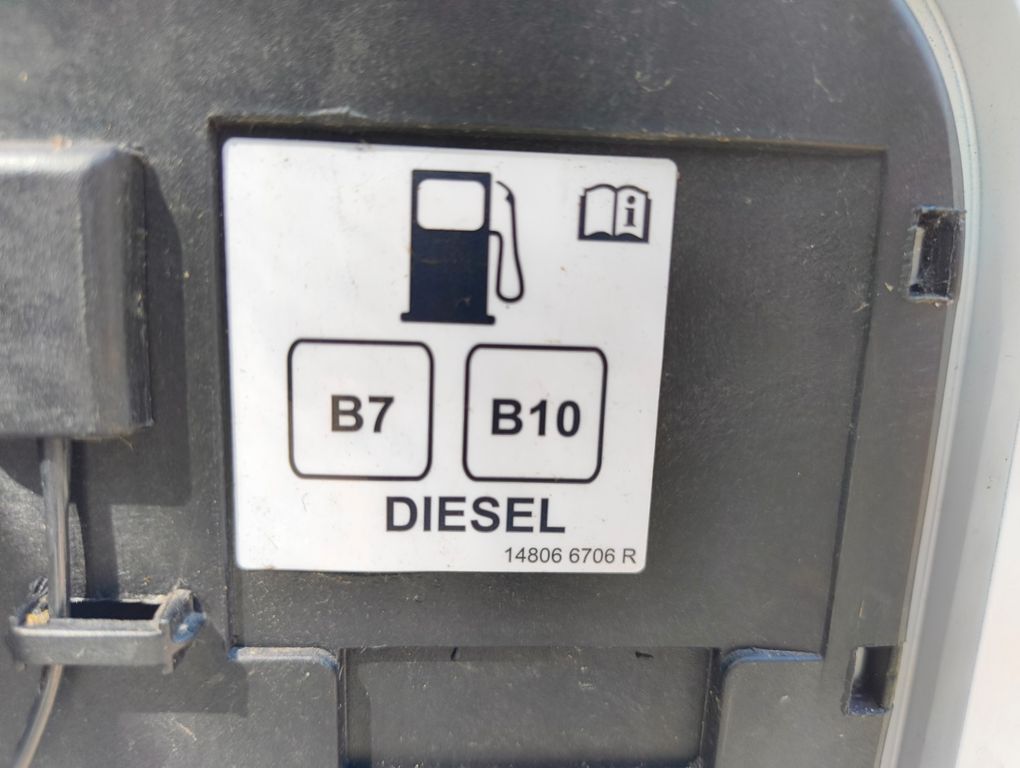 i
B7 B10
DIESEL
14806 6706 R